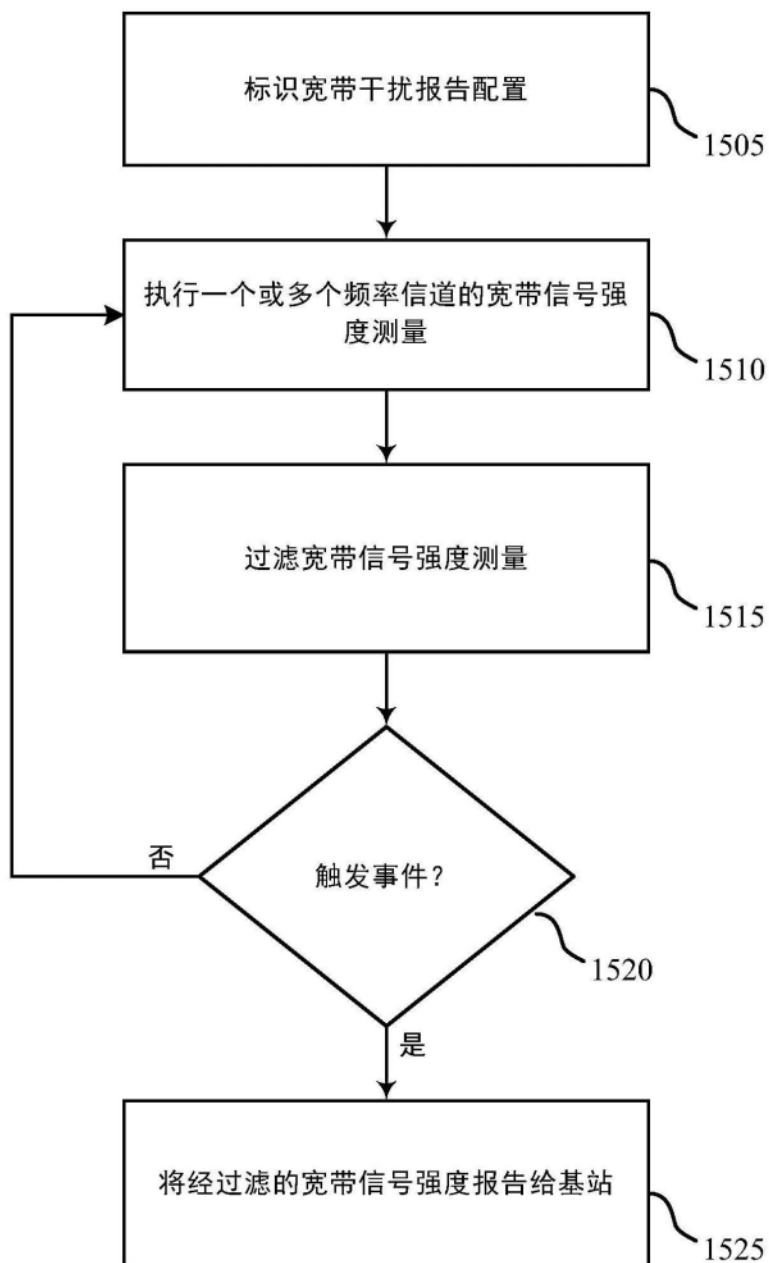 标识宽带干扰报告配置
1505
执行一个或多个频率信道的宽带信号强
度测量
1510
过滤宽带信号强度测量
1515
否
触发事件?
1520
是
将经过滤的宽带信号强度报告给基站
1525